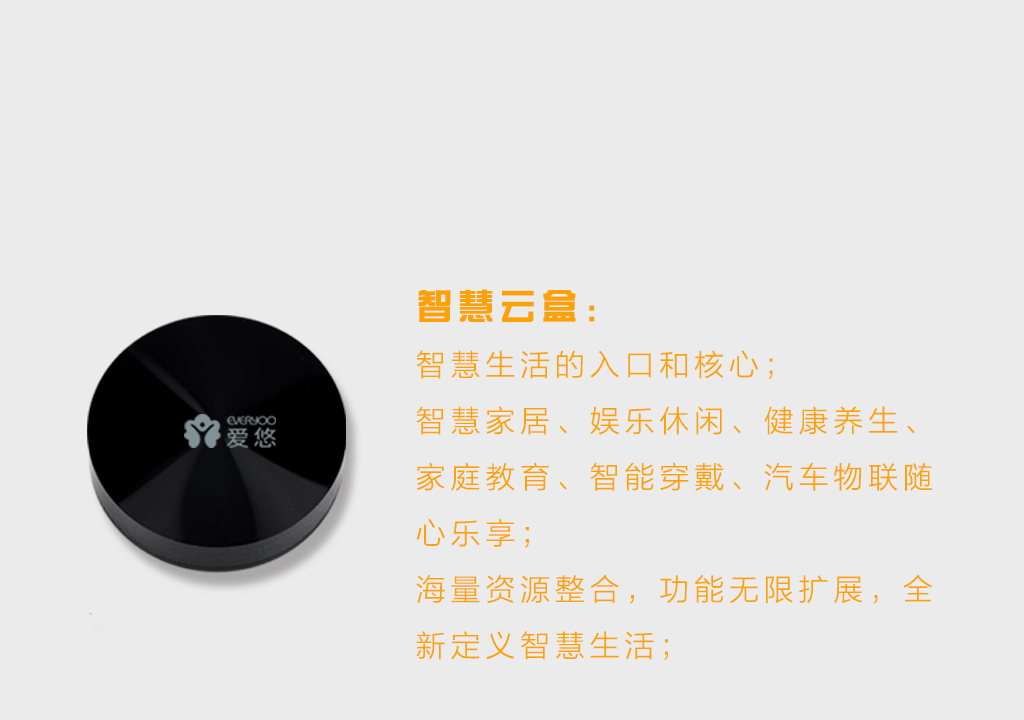 智慧云盒：
智慧生活的入口和核心；
智慧家居、娱乐休闲、健康养生、
家庭教育、智能穿戴、汽车物联随
心乐享；
海量资源整合，功能无限扩展，全
新定义智慧生活；
EVERYOO
爱悠